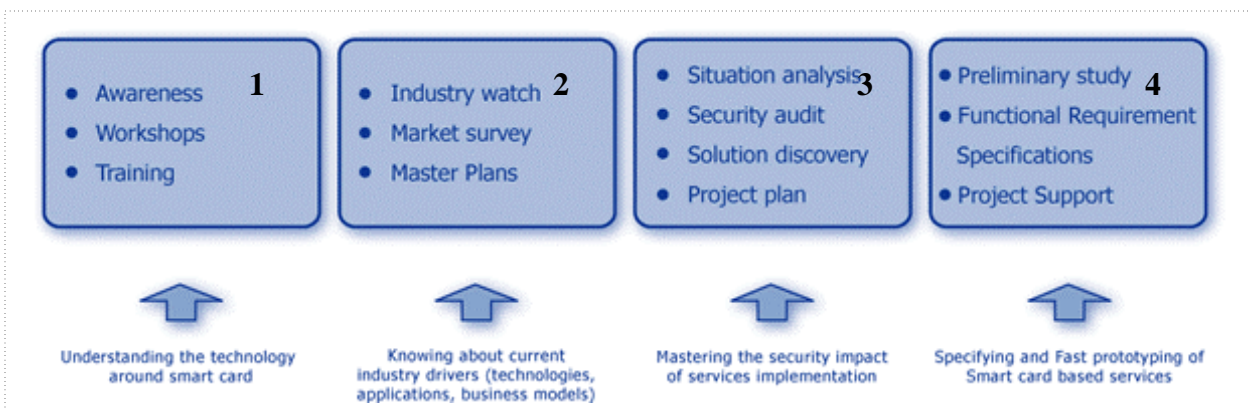 • Awareness 1
• Workshops
• Training
• Industry watch 2
• Market survey
• Master Plans
• Situation analysis 3
• Security audit
• Solution discovery
• Project plan
• Preliminary study 4
• Functional Requirement
Specifications
• Project Support
Understanding the technology
around smart card
Knowing about current
industry drivers (technologies,
applications, business models)
Mastering the security impact
of services implementation
Specifying and Fast prototyping of
Smart card based services